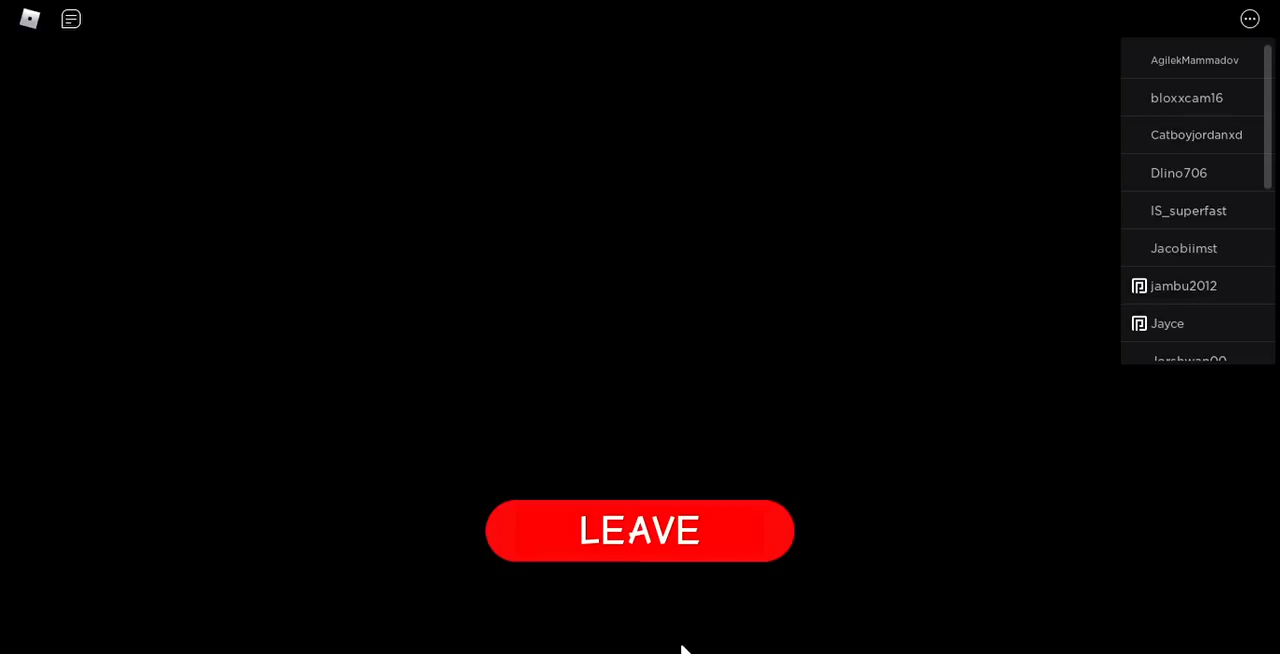 AgilekMammadov
bloxxcam16
Catboyjordanxd
Dlino706
IS_superfast
Jacobiimst
jambu2012
Jayce
LEAVE